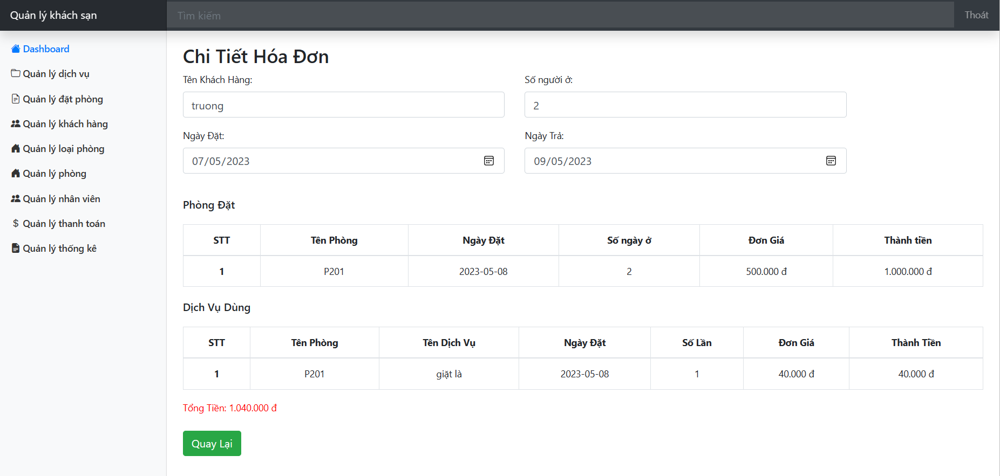 Quản lý khách sạn
Tìm kiếm
Thoát
Dashboard
Quản lý dịch vụ
Quản lý đặt phòng
Quản lý khách hàng
Quản lý loại phòng
Quản lý phòng
Quản lý nhân viên
$ Quản lý thanh toán
Quản lý thống kê
Chi Tiết Hóa Đơn
Tên Khách Hàng: Số người ở:
truong 2
Ngày Đặt: Ngày Trả:
07/05/2023 09/05/2023
Phòng Đặt
STT Tên Phòng Ngày Đặt Số ngày ở Đơn Giá Thành tiền
1 P201 2023-05-08 2 500.000 đ 1.000.000 đ
Dịch Vụ Dùng
STT Tên Phòng Tên Dịch Vụ Ngày Đặt Số Lần Đơn Giá Thành Tiền
1 P201 giặt là 2023-05-08 1 40.000 đ 40.000 đ
Tổng Tiền: 1.040.000 đ
Quay Lại